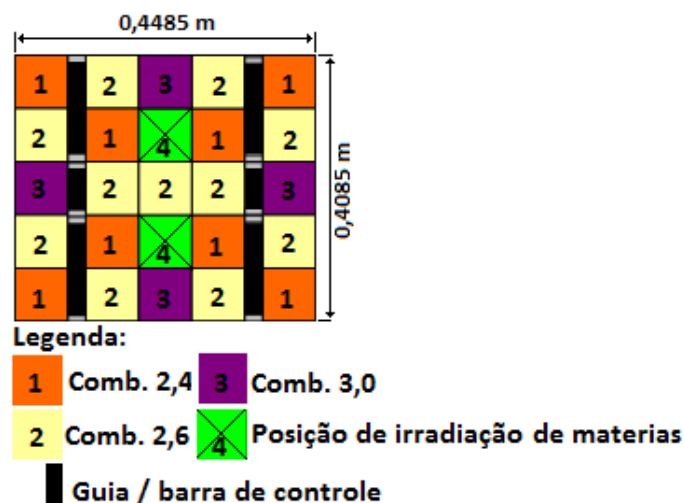 0,4485 m
1 2 3 2 1
2 1 4 1 2
3 2 2 2 3
2 1 4 1 2
1 2 3 2 1
0,4085 m
Legenda:
1 Comb. 2,4 3 Comb. 3,0
2 Comb. 2,6 4 Posição de irradiação de materias
Guia / barra de controle